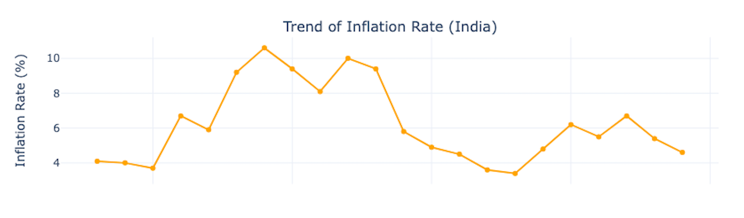 Trend of Inflation Rate (India)
Inflation Rate (%)
10
8
6
4